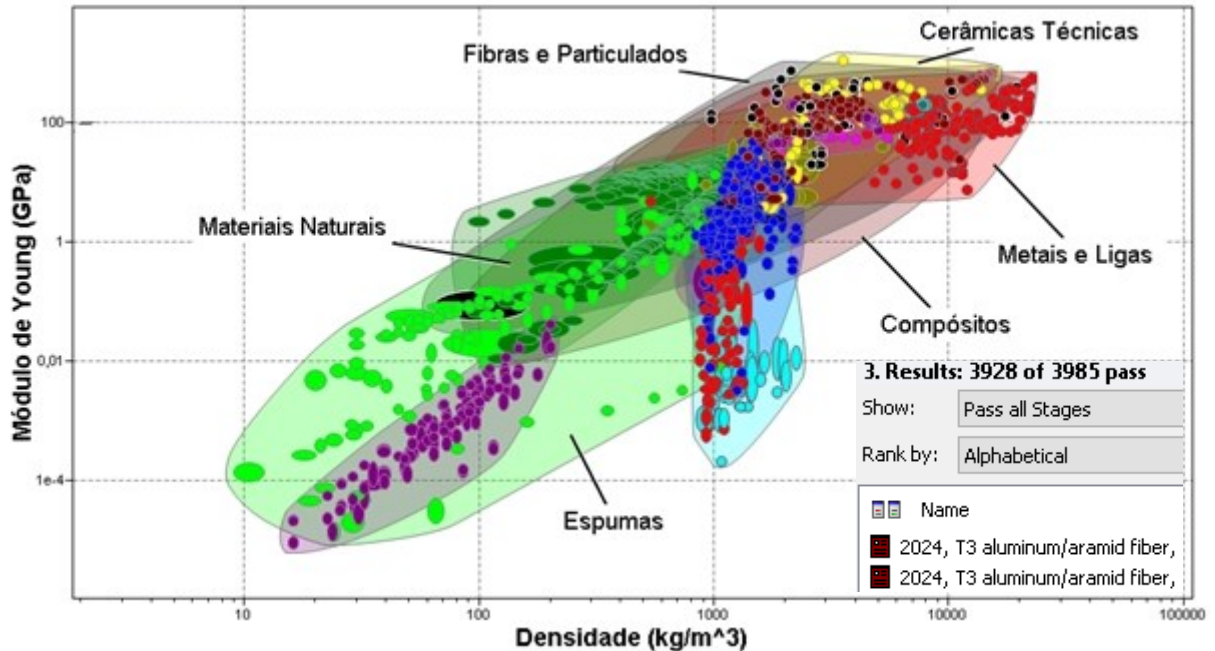 Cerâmicas Técnicas
Fibras e Particulados
Módulo de Young (GPa)
100
1
0,01
1e-4
Materiais Naturais
Metais e Ligas
Compósitos
Espumas
3. Results: 3928 of 3985 pass
Show: Pass all Stages
Rank by: Alphabetical
Name
2024, T3 aluminum/aramid fiber,
2024, T3 aluminum/aramid fiber,
10 100 1000 10000 100000
Densidade (kg/m^3)